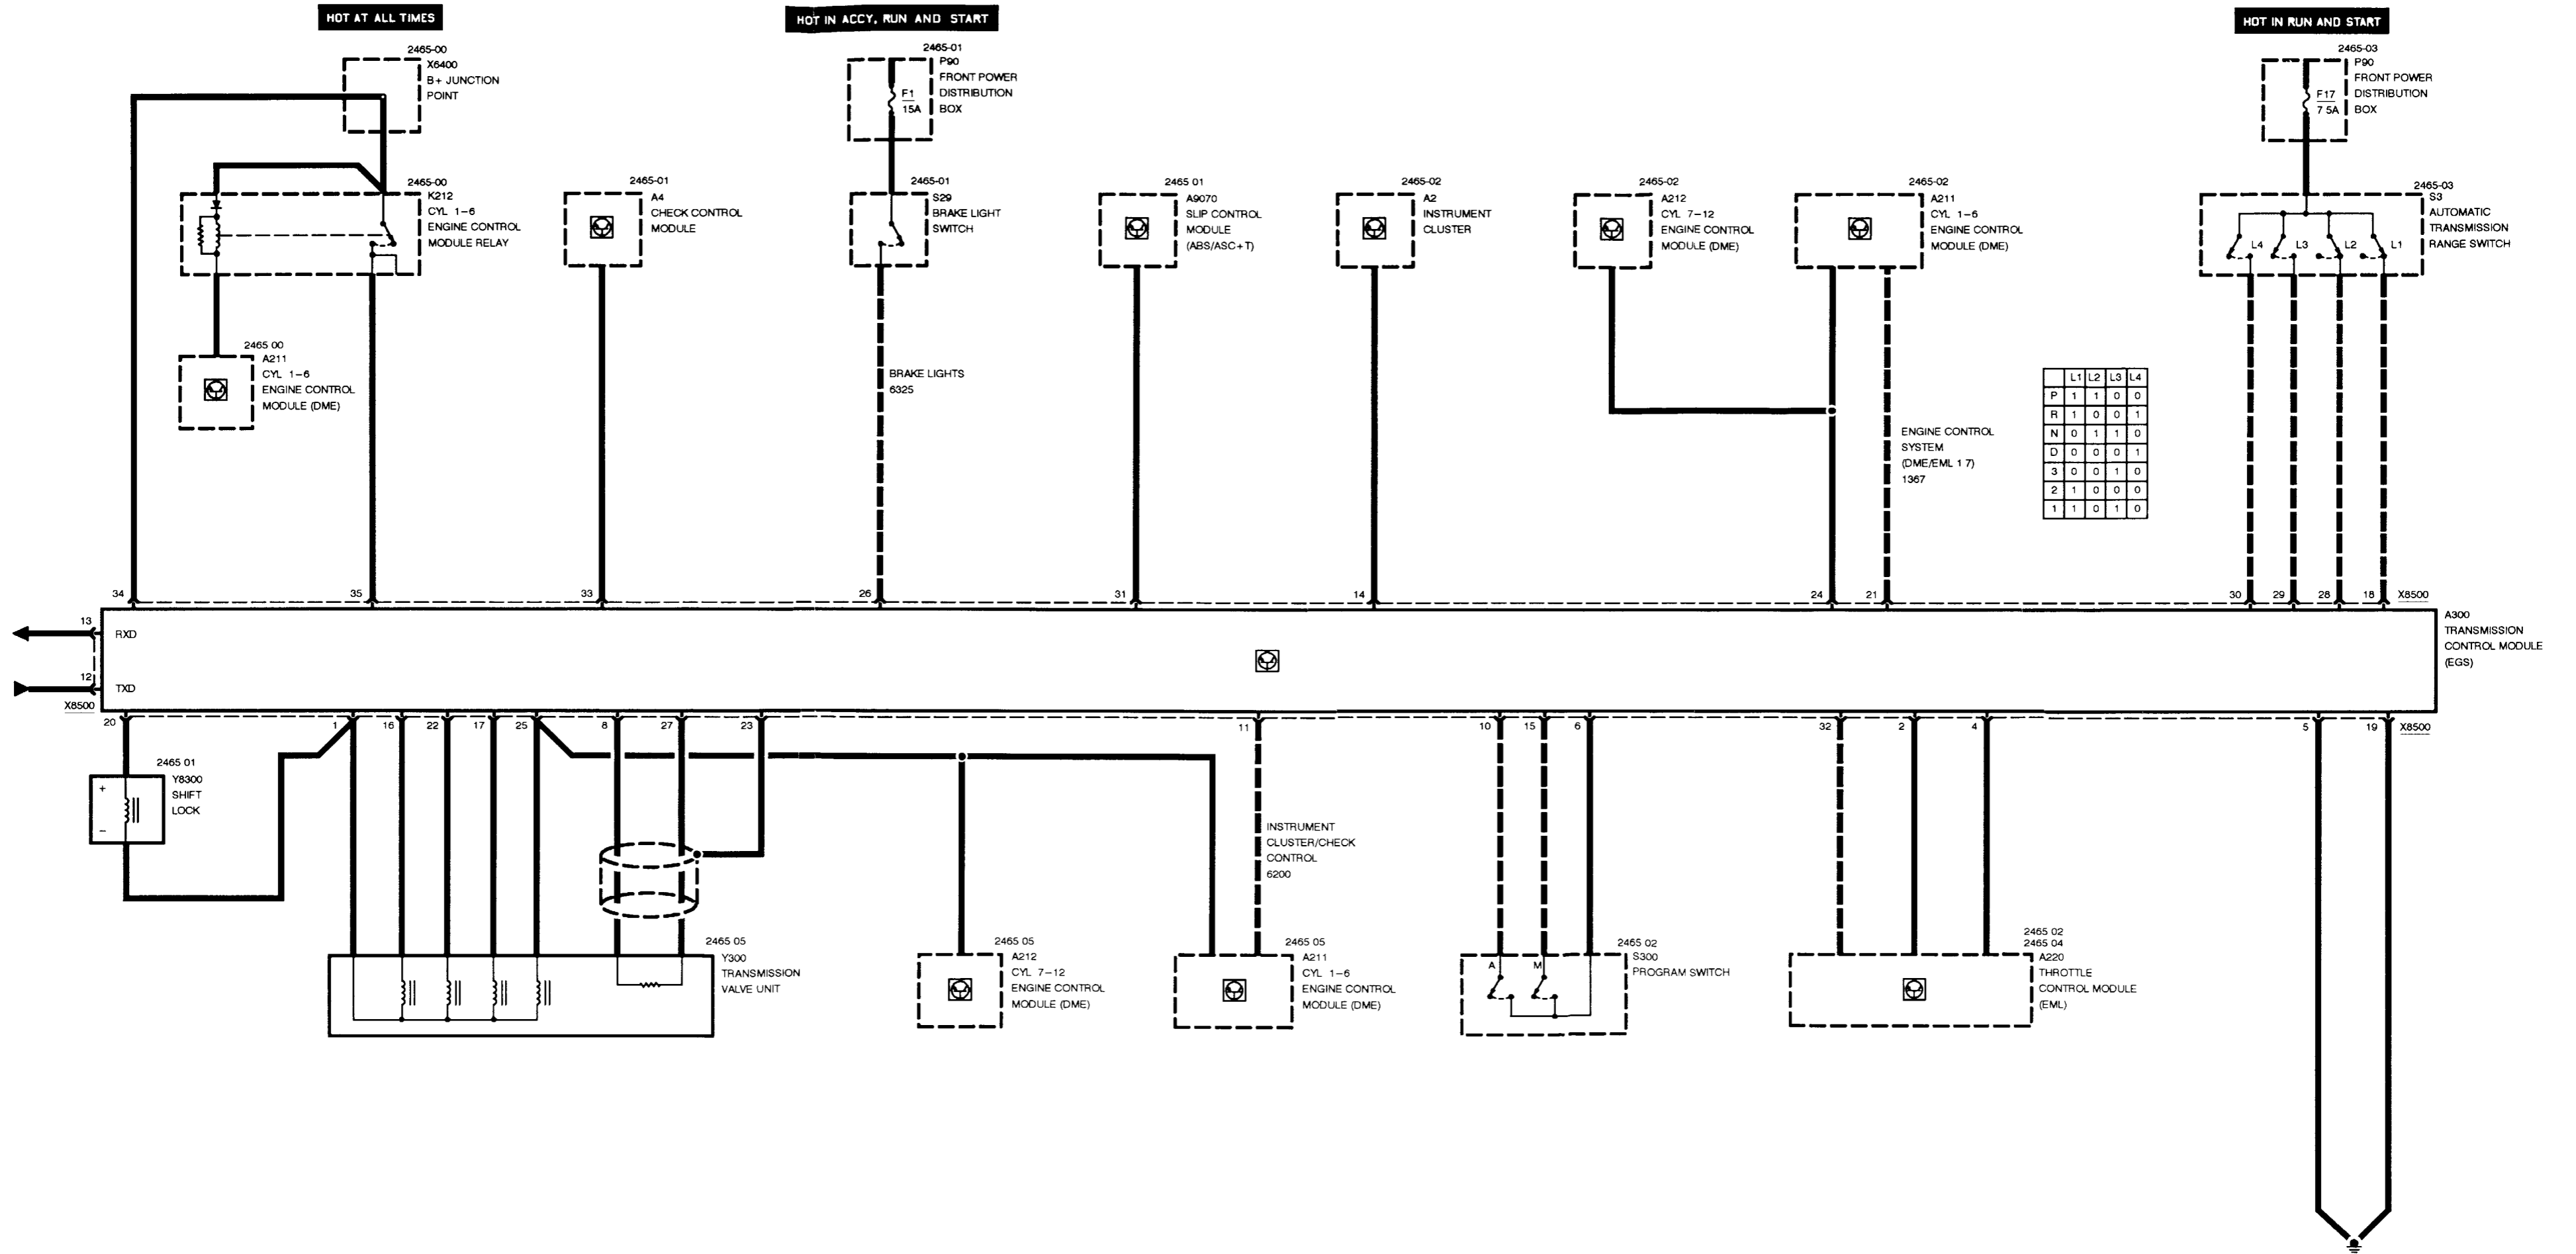 HOT AT ALL TIMES
HOT IN ACCY, RUN AND START
HOT IN RUN AND START
2465-00
X6400
B+ JUNCTION
POINT
2465-01
P90
FRONT POWER
DISTRIBUTION
BOX
F1
15A
2465-03
P90
FRONT POWER
DISTRIBUTION
BOX
F17
7 5A
2465-00
K212
CYL 1-6
ENGINE CONTROL
MODULE RELAY
2465-01
A4
CHECK CONTROL
MODULE
2465-01
S29
BRAKE LIGHT
SWITCH
2465 01
A9070
SLIP CONTROL
MODULE
(ABS/ASC+T)
2465-02
A2
INSTRUMENT
CLUSTER
2465-02
A212
CYL 7-12
ENGINE CONTROL
MODULE (DME)
2465-02
A211
CYL 1-6
ENGINE CONTROL
MODULE (DME)
2465-03
S3
AUTOMATIC
TRANSMISSION
RANGE SWITCH
L4 L3 L2 L1
2465 00
A211
CYL 1-6
ENGINE CONTROL
MODULE (DME)
BRAKE LIGHTS
6325
ENGINE CONTROL
SYSTEM
(DME/EML 1 7)
1367
L1 L2 L3 L4
P 1 1 0 0
R 1 0 0 1
N 0 1 1 0
D 0 0 0 1
3 0 0 1 0
2 1 0 0 0
1 1 0 1 0
34 35 33 26 31 14 24 21 30 29 28 18 X8500
13 RXD
12 TXD
X8500
A300
TRANSMISSION
CONTROL MODULE
(EGS)
20 1 16 22 17 25 8 27 23 11 10 15 6 32 2 4 5 19 X8500
2465 01
Y8300
SHIFT
LOCK
+
-
INSTRUMENT
CLUSTER/CHECK
CONTROL
6200
2465 05
Y300
TRANSMISSION
VALVE UNIT
2465 05
A212
CYL 7-12
ENGINE CONTROL
MODULE (DME)
2465 05
A211
CYL 1-6
ENGINE CONTROL
MODULE (DME)
A M
2465 02
S300
PROGRAM SWITCH
2465 02
2465 04
A220
THROTTLE
CONTROL MODULE
(EML)